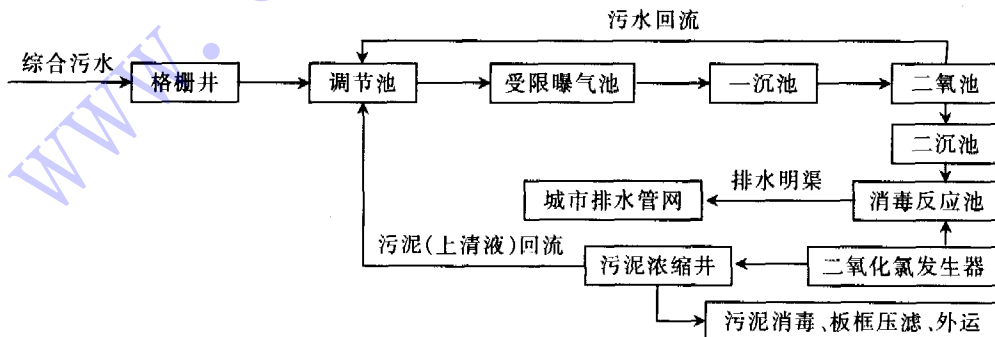 污水回流
综合污水
格栅井
调节池
受限曝气池
一沉池
二氧池
二沉池
排水明渠
城市排水管网
消毒反应池
污泥(上清液)回流
污泥浓缩井
二氧化氯发生器
污泥消毒、板框压滤、外运
www.